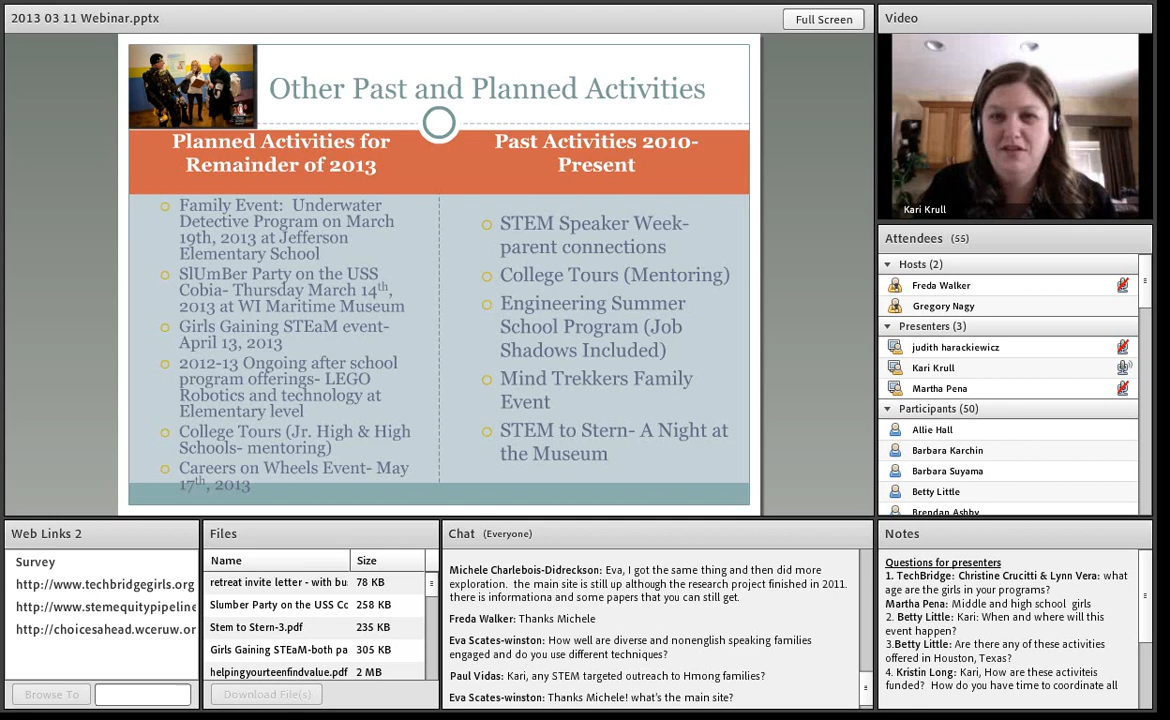 2013 03 11 Webinar.pptx
Full Screen
Other Past and Planned Activities
Planned Activities for
Remainder of 2013
Family Event: Underwater
Detective Program on March
19th, 2013 at Jefferson
Elementary School
SlUmBer Party on the USS
Cobia- Thursday March 14th,
2013 at WI Maritime Museum
Girls Gaining STEaM event-
April 13, 2013
2012-13 Ongoing after school
program offerings- LEGO
Robotics and technology at
Elementary level
College Tours (Jr. High & High
Schools- mentoring)
Careers on Wheels Event- May
17th, 2013
Past Activities 2010-
Present
STEM Speaker Week-
parent connections
College Tours (Mentoring)
Engineering Summer
School Program (Job
Shadows Included)
Mind Trekkers Family
Event
STEM to Stern- A Night at
the Museum
Video
Kari Krull
Attendees (55)
Hosts (2)
Freda Walker
Gregory Nagy
Presenters (3)
judith harackiewicz
Kari Krull
Martha Pena
Participants (50)
Allie Hall
Barbara Karchin
Barbara Suyama
Betty Little
Brendan Ashby
Web Links 2
Survey
http://www.techbridgegirls.org
http://www.stemequitypipeline
http://choicesahead.wceruw.or
Browse To
Files
Name Size
retreat invite letter - with bu 78 KB
Slumber Party on the USS Co 258 KB
Stem to Stern-3.pdf 235 KB
Girls Gaining STEaM-both pa 305 KB
helpingyourteenfindvalue.pdf 2 MB
Download File(s)
Chat (Everyone)
Michele Charlebois-Didreckson: Eva, I got the same thing and then did more
exploration. the main site is still up although the research project finished in 2011.
there is informationa and some papers that you can still get.
Freda Walker: Thanks Michele
Eva Scates-winston: How well are diverse and nonenglish speaking families
engaged and do you use different techniques?
Paul Vidas: Kari, any STEM targeted outreach to Hmong families?
Eva Scates-winston: Thanks Michele! what's the main site?
Notes
Questions for presenters
1. TechBridge: Christine Crucitti & Lynn Vera: what
age are the girls in your programs?
Martha Pena: Middle and high school girls
2. Betty Little: Kari: When and where will this
event happen?
3.Betty Little: Are there any of these activities
offered in Houston, Texas?
4. Kristin Long: Kari, How are these activiteis
funded? How do you have time to coordinate all